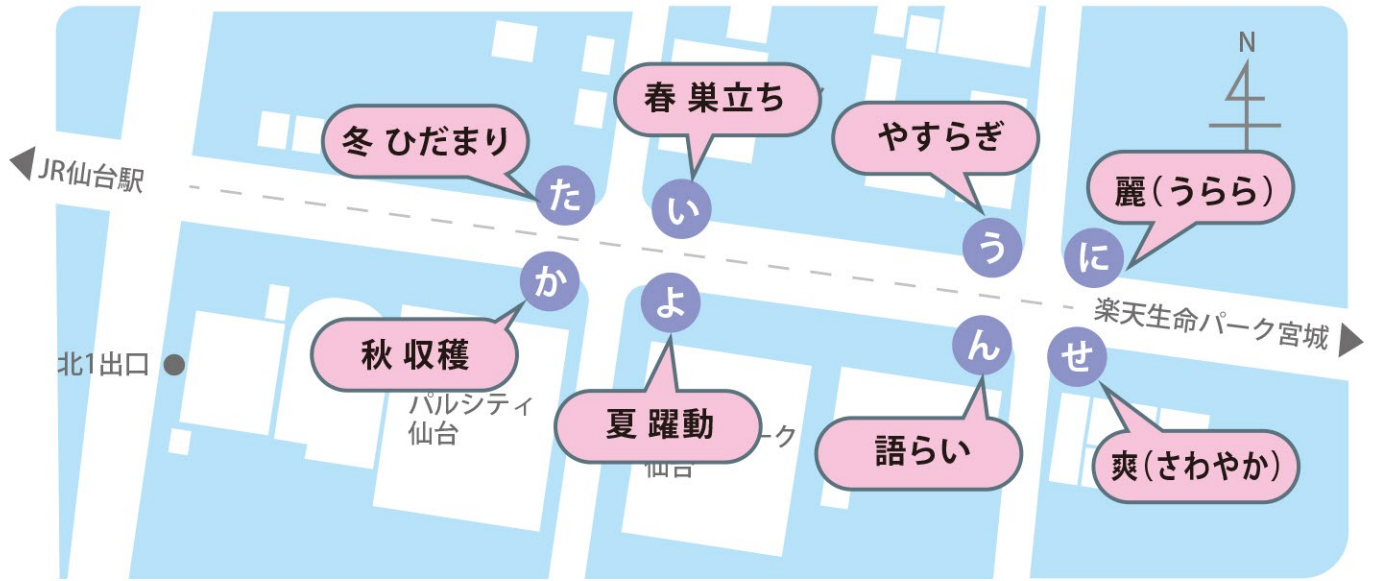 N
春 巣立ち
冬 ひだまり
やすらぎ
麗（うらら）
JR仙台駅
た
い
う
に
か
よ
楽天生命パーク宮城
ん
せ
秋 収穫
北1出口
パルシティ
仙台
夏 躍動
ーク
仙台
語らい
爽（さわやか）